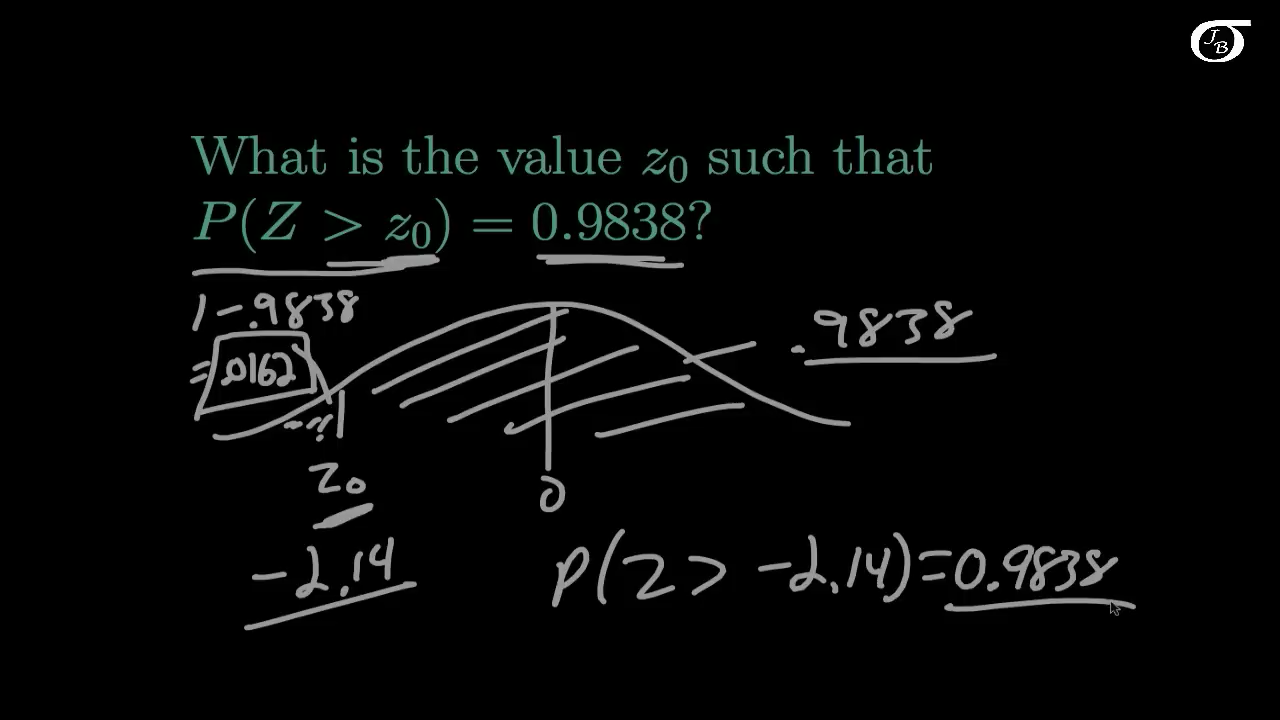 JB
What is the value z₀ such that
P(Z > z₀) = 0.9838?
1 - .9838
= .0162
.9838
z₀
0
-2.14
P(Z > -2.14) = 0.9838